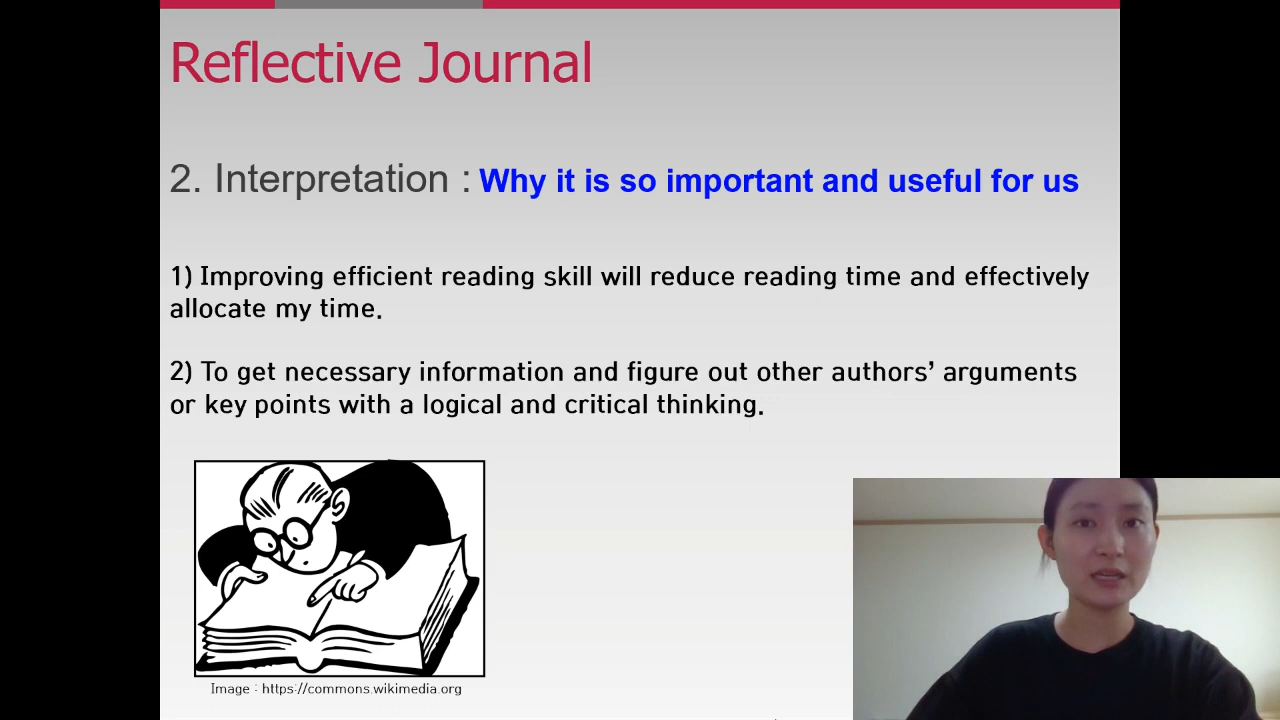 Reflective Journal
2. Interpretation : Why it is so important and useful for us
1) Improving efficient reading skill will reduce reading time and effectively
allocate my time.
2) To get necessary information and figure out other authors’ arguments
or key points with a logical and critical thinking.
Image : https://commons.wikimedia.org